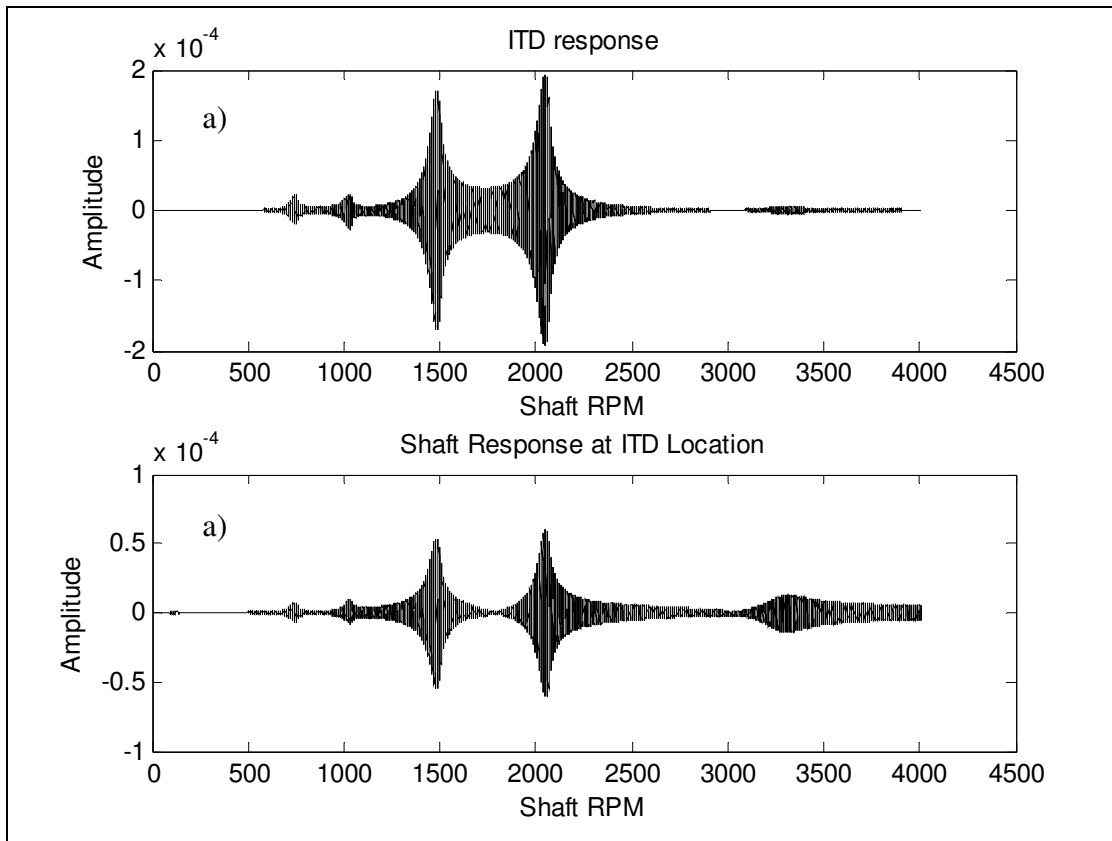 ITD response
x 10^-4
a)
2
1
0
-1
-2
Amplitude
0 500 1000 1500 2000 2500 3000 3500 4000 4500
Shaft RPM
Shaft Response at ITD Location
x 10^-4
a)
1
0.5
0
-0.5
-1
Amplitude
0 500 1000 1500 2000 2500 3000 3500 4000 4500
Shaft RPM